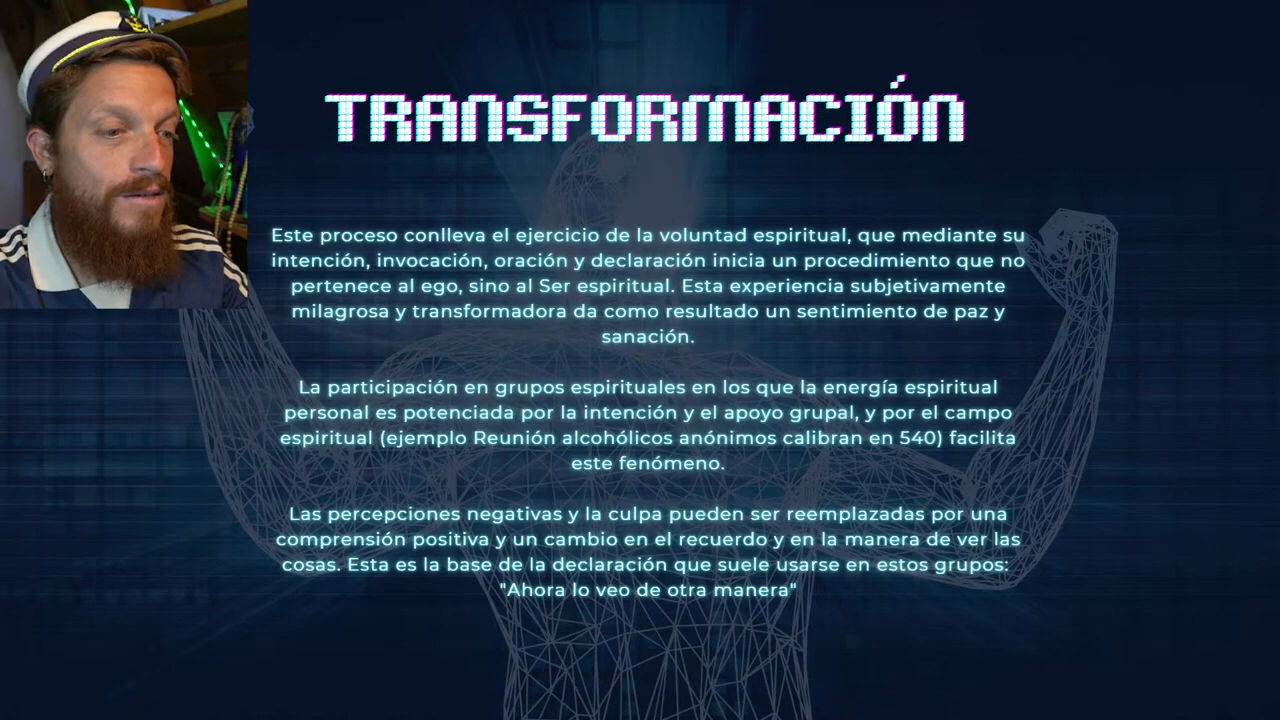 TRANSFORMACIÓN
Este proceso conlleva el ejercicio de la voluntad espiritual, que mediante su
intención, invocación, oración y declaración inicia un procedimiento que no
pertenece al ego, sino al Ser espiritual. Esta experiencia subjetivamente
milagrosa y transformadora da como resultado un sentimiento de paz y
sanación.
La participación en grupos espirituales en los que la energía espiritual
personal es potenciada por la intención y el apoyo grupal, y por el campo
espiritual (ejemplo Reunión alcohólicos anónimos calibran en 540) facilita
este fenómeno.
Las percepciones negativas y la culpa pueden ser reemplazadas por una
comprensión positiva y un cambio en el recuerdo y en la manera de ver las
cosas. Esta es la base de la declaración que suele usarse en estos grupos:
"Ahora lo veo de otra manera"